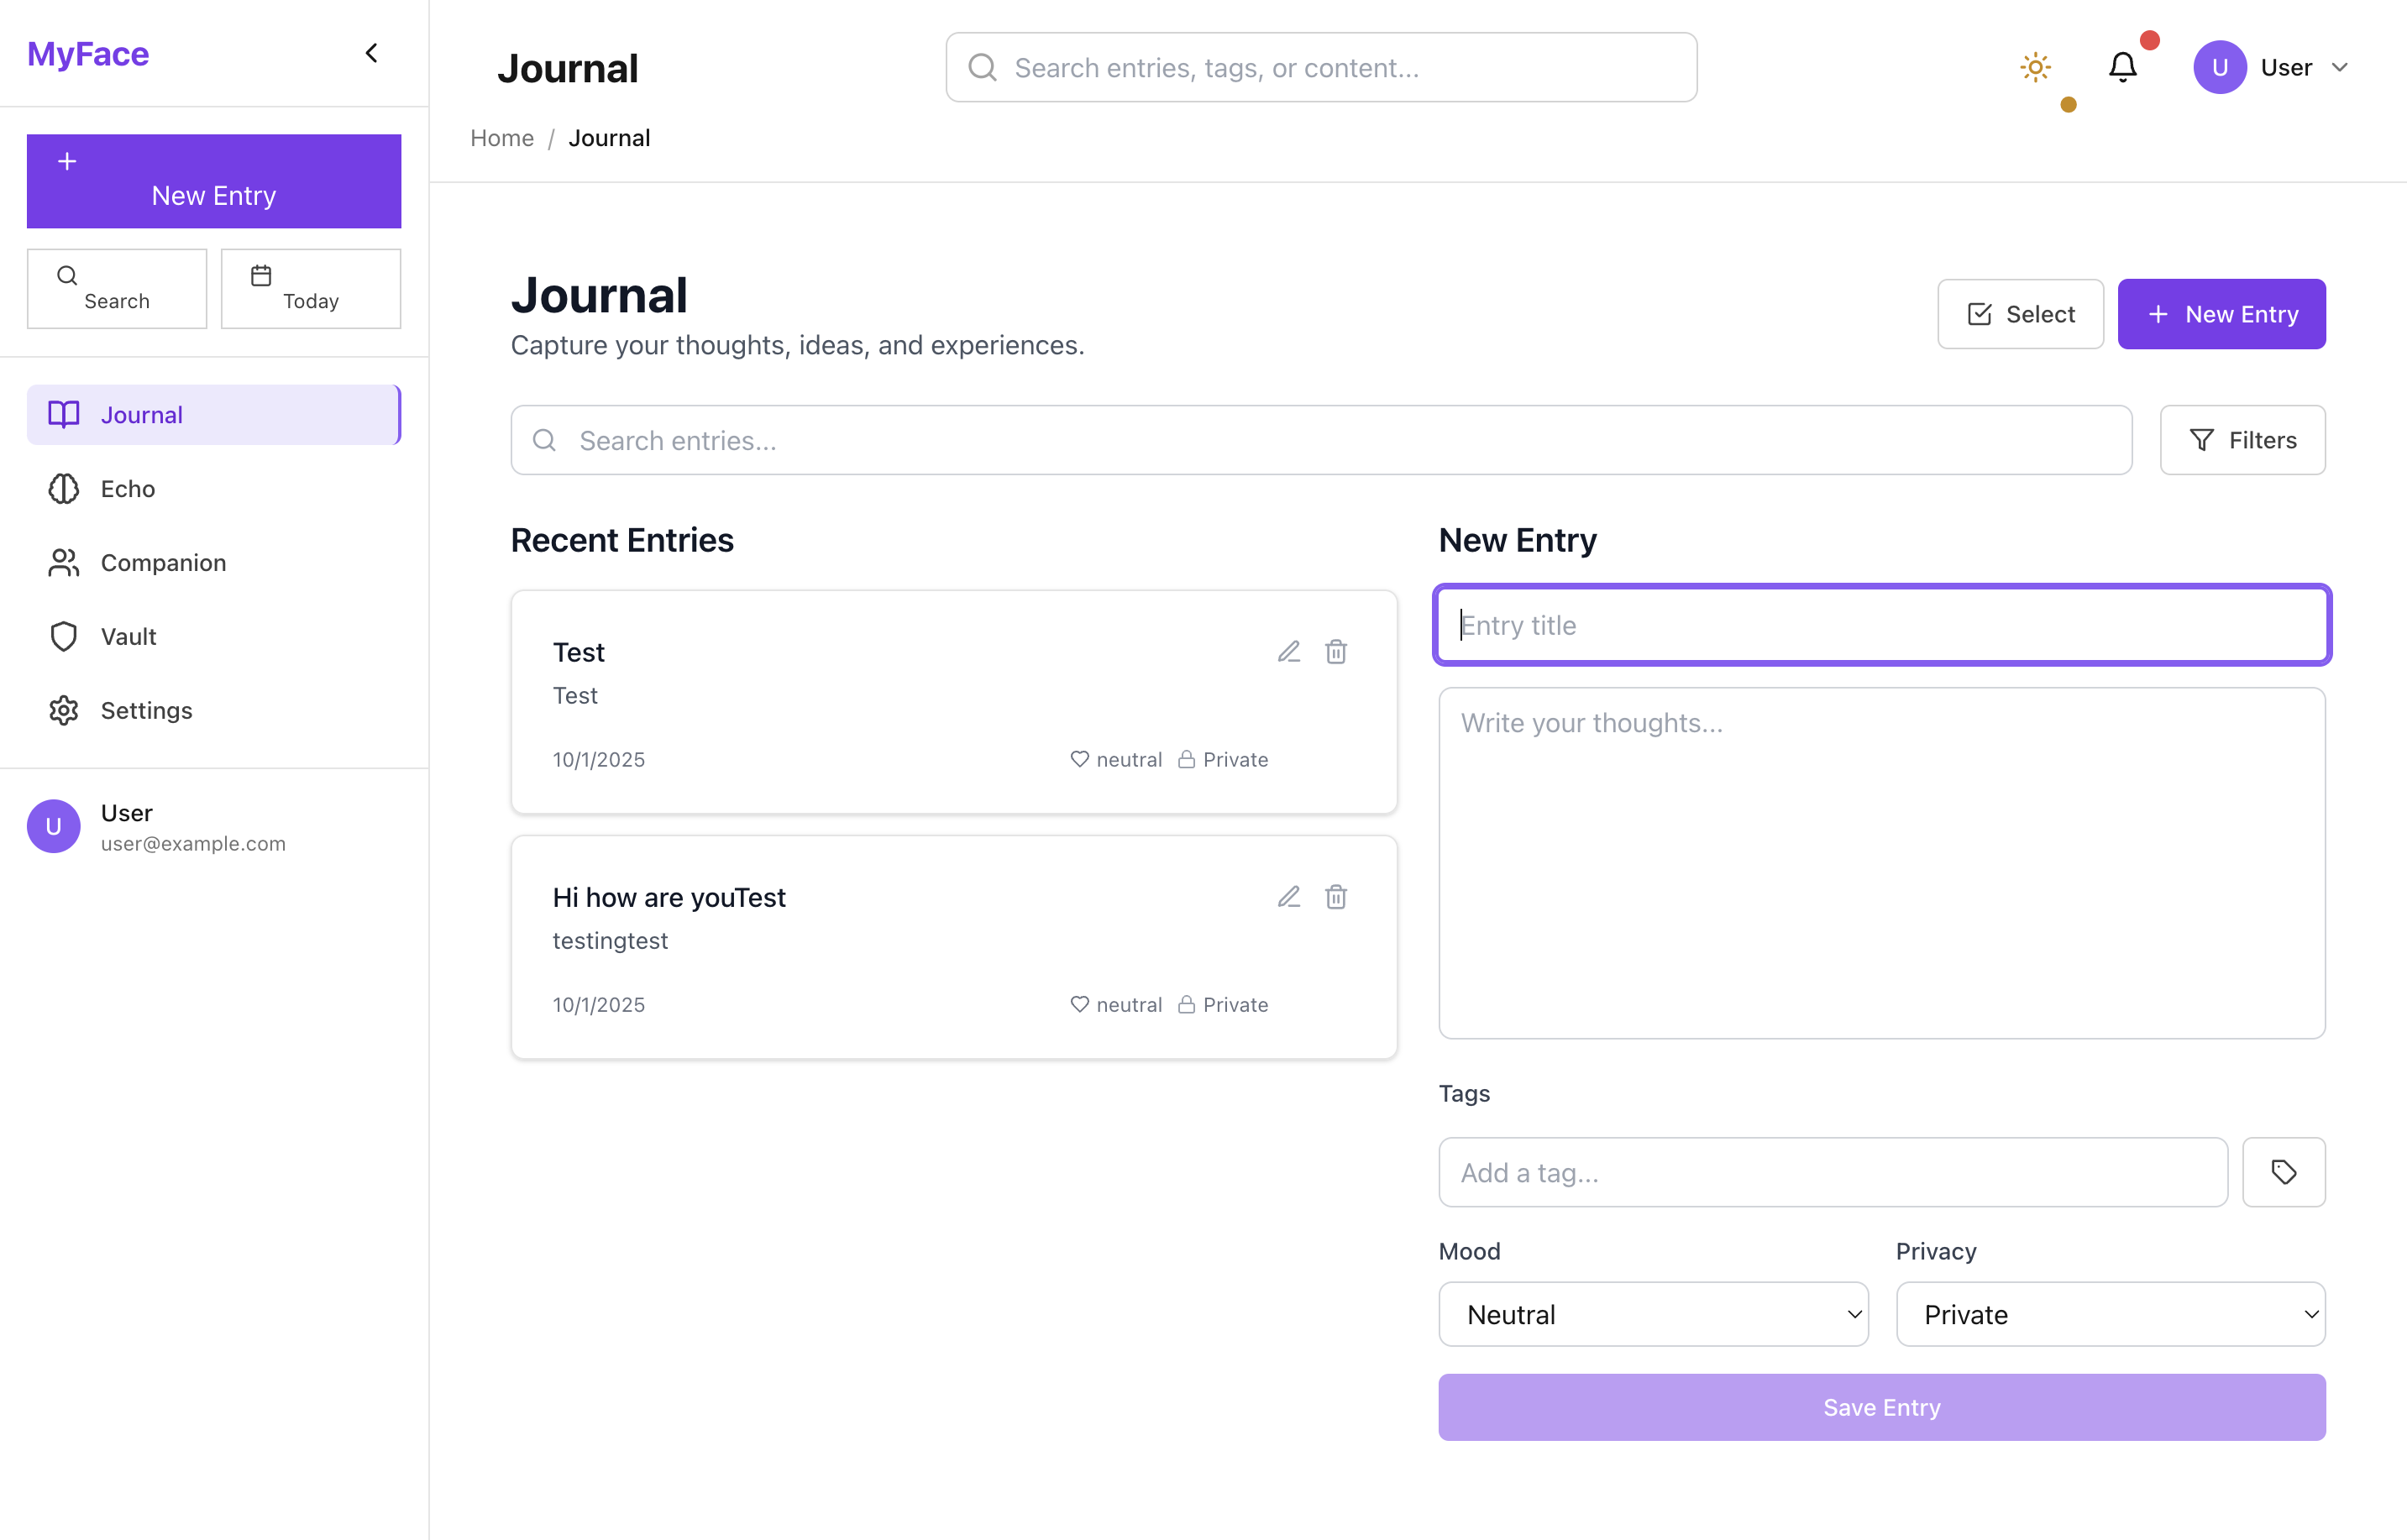 MyFace
New Entry
Search
Today
Journal
Echo
Companion
Vault
Settings
U
User
user@example.com
Journal
Search entries, tags, or content...
U
User
Home / Journal
Journal
Capture your thoughts, ideas, and experiences.
Select
New Entry
Search entries...
Filters
Recent Entries
Test
Test
10/1/2025
neutral
Private
Hi how are youTest
testingtest
10/1/2025
neutral
Private
New Entry
Entry title
Write your thoughts...
Tags
Add a tag...
Mood
Privacy
Neutral
Private
Save Entry